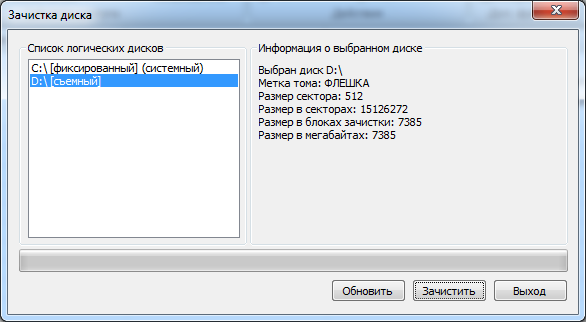 Зачистка диска
Список логических дисков
C:\ [фиксированный] (системный)
D:\ [съемный]
Информация о выбранном диске
Выбран диск D:\
Метка тома: ФЛЕШКА
Размер сектора: 512
Размер в секторах: 15126272
Размер в блоках зачистки: 7385
Размер в мегабайтах: 7385
Обновить
Зачистить
Выход